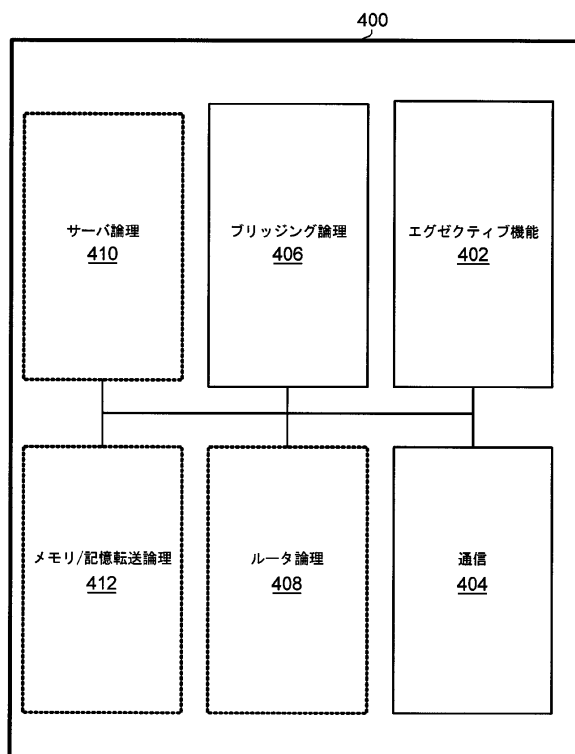 400
サーバ論理
410
ブリッジング論理
406
エグゼクティブ機能
402
メモリ/記憶転送論理
412
ルータ論理
408
通信
404